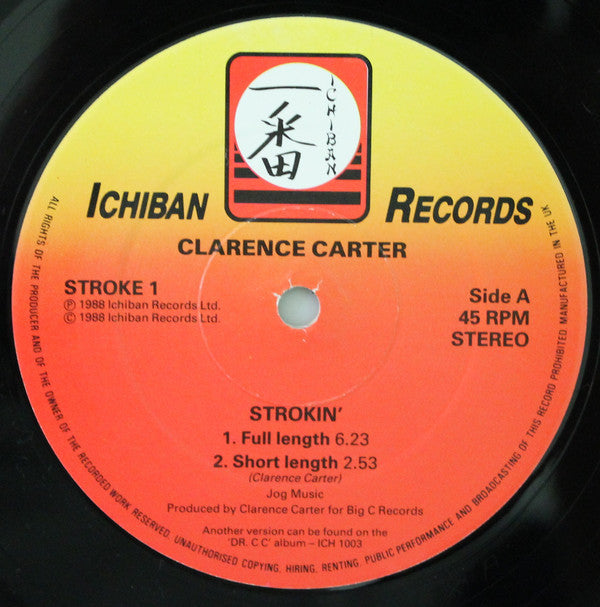 一番
ICHIBAN
ICHIBAN RECORDS
CLARENCE CARTER
STROKE 1
Ⓟ 1988 Ichiban Records Ltd.
© 1988 Ichiban Records Ltd.
Side A
45 RPM
STEREO
STROKIN'
1. Full length 6.23
2. Short length 2.53
(Clarence Carter)
Jog Music
Produced by Clarence Carter for Big C Records
Another version can be found on the
'DR. C C' album – ICH 1003
ALL RIGHTS OF THE PRODUCER AND OF THE OWNER OF THE RECORDED WORK RESERVED. UNAUTHORISED COPYING, HIRING, RENTING, PUBLIC PERFORMANCE AND BROADCASTING OF THIS RECORD PROHIBITED MANUFACTURED IN THE UK